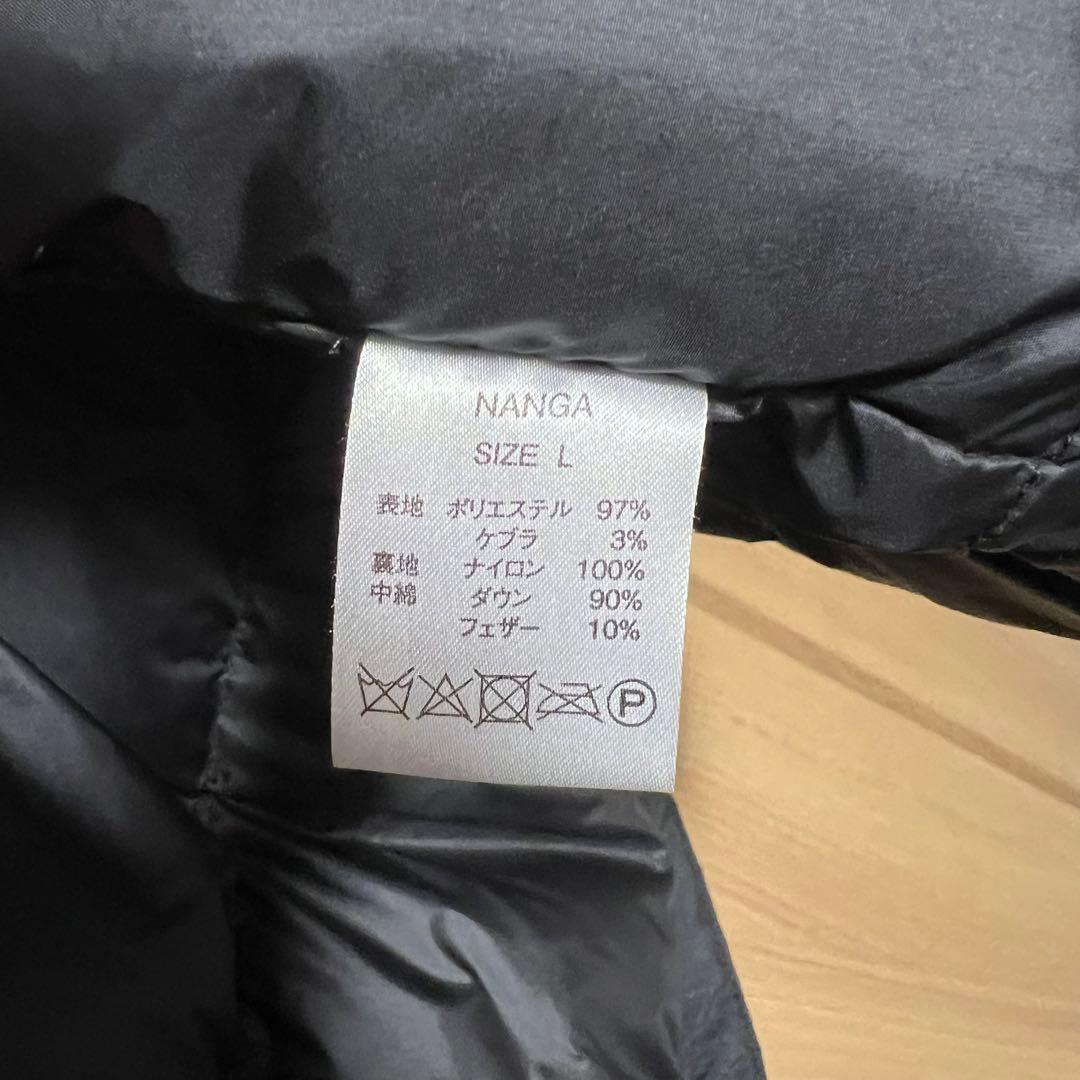 NANGA
SIZE L
表地 ポリエステル 97%
ケブラ 3%
裏地 ナイロン 100%
中綿 ダウン 90%
フェザー 10%
P